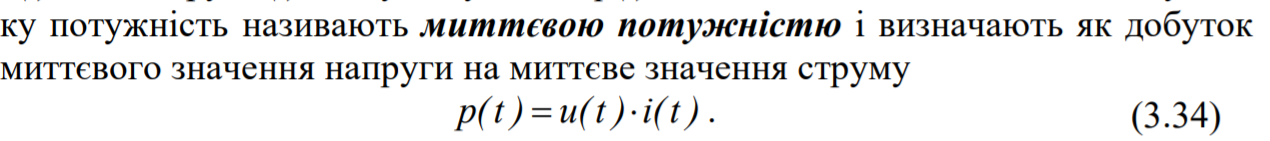 ку потужність називають миттєвою потужністю і визначають як добуток
миттєвого значення напруги на миттєве значення струму
p(t)=u(t)·i(t). (3.34)